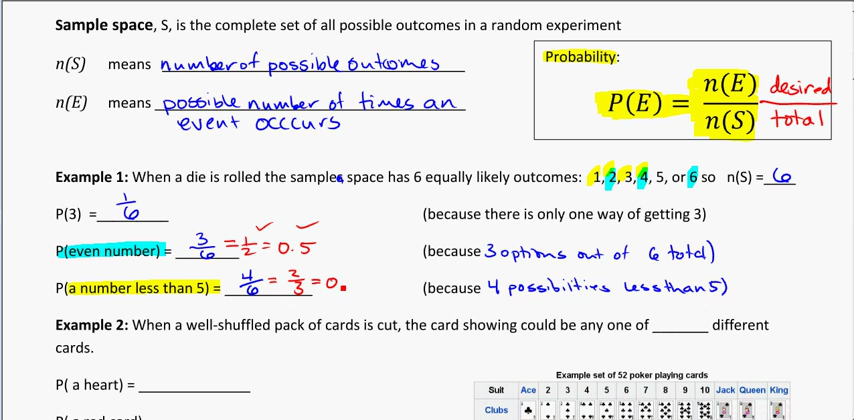 Sample space, S, is the complete set of all possible outcomes in a random experiment
n(S) means number of possible outcomes
n(E) means possible number of times an
event occcurs
Probability:
P(E) = n(E)/n(S) desired/total
Example 1: When a die is rolled the samples space has 6 equally likely outcomes: 1, 2, 3, 4, 5, or 6 so n(S) = 6
P(3) = 1/6 (because there is only one way of getting 3)
P(even number) = 3/6 = 1/2 = 0.5 (because 3 options out of 6 total)
P(a number less than 5) = 4/6 = 2/3 = 0. (because 4 possibilities less than 5)
Example 2: When a well-shuffled pack of cards is cut, the card showing could be any one of ________ different
cards.
Example set of 52 poker playing cards
P( a heart) = ______________
Suit Ace 2 3 4 5 6 7 8 9 10 Jack Queen King
Clubs